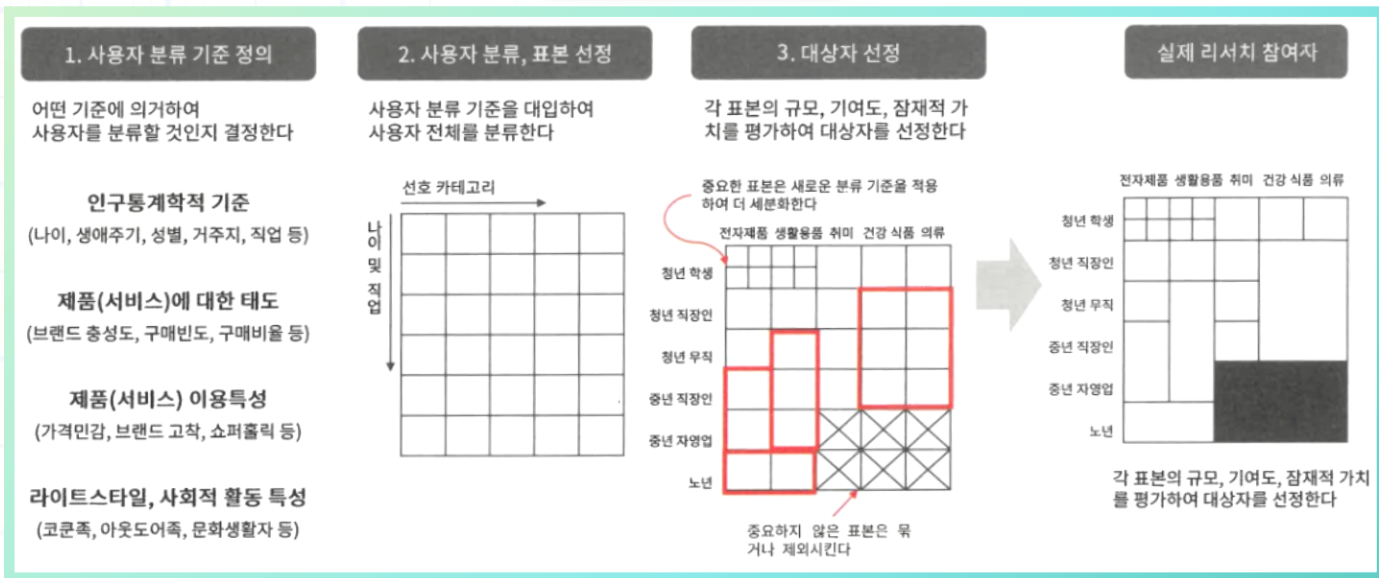 1. 사용자 분류 기준 정의
어떤 기준에 의거하여
사용자를 분류할 것인지 결정한다
인구통계학적 기준
(나이, 생애주기, 성별, 거주지, 직업 등)
제품(서비스)에 대한 태도
(브랜드 충성도, 구매빈도, 구매비율 등)
제품(서비스) 이용특성
(가격민감, 브랜드 고착, 쇼퍼홀릭 등)
라이트스타일, 사회적 활동 특성
(코쿤족, 아웃도어족, 문화생활자 등)
2. 사용자 분류, 표본 선정
사용자 분류 기준을 대입하여
사용자 전체를 분류한다
선호 카테고리
나이 및 직업
3. 대상자 선정
각 표본의 규모, 기여도, 잠재적 가
치를 평가하여 대상자를 선정한다
중요한 표본은 새로운 분류 기준을 적용
하여 더 세분화한다
전자제품 생활용품 취미 건강 식품 의류
청년 학생
청년 직장인
청년 무직
중년 직장인
중년 자영업
노년
중요하지 않은 표본은 묶
거나 제외시킨다
실제 리서치 참여자
전자제품 생활용품 취미 건강 식품 의류
청년 학생
청년 직장인
청년 무직
중년 직장인
중년 자영업
노년
각 표본의 규모, 기여도, 잠재적 가치
를 평가하여 대상자를 선정한다